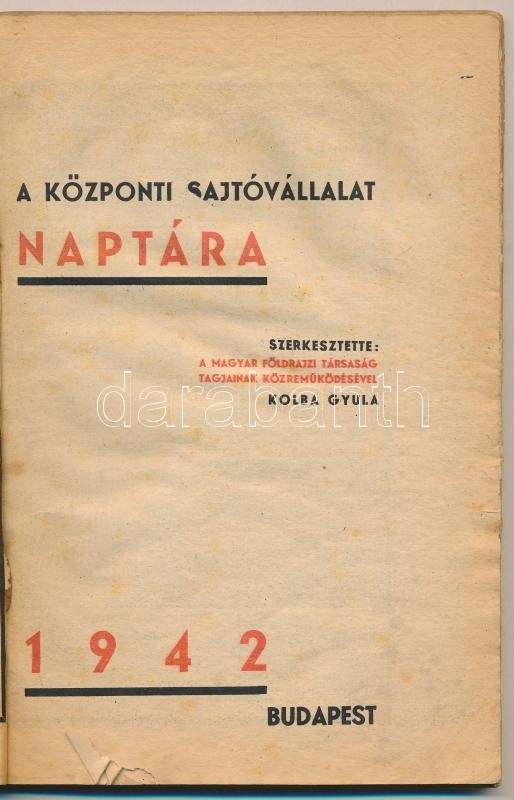 A KÖZPONTI SAJTÓVÁLLALAT
NAPTÁRA
SZERKESZTETTE:
A MAGYAR FÖLDRAJZI TÁRSASÁG
TAGJAINAK KÖZREMŰKÖDÉSÉVEL
KOLBA GYULA
darabanth
1942
BUDAPEST